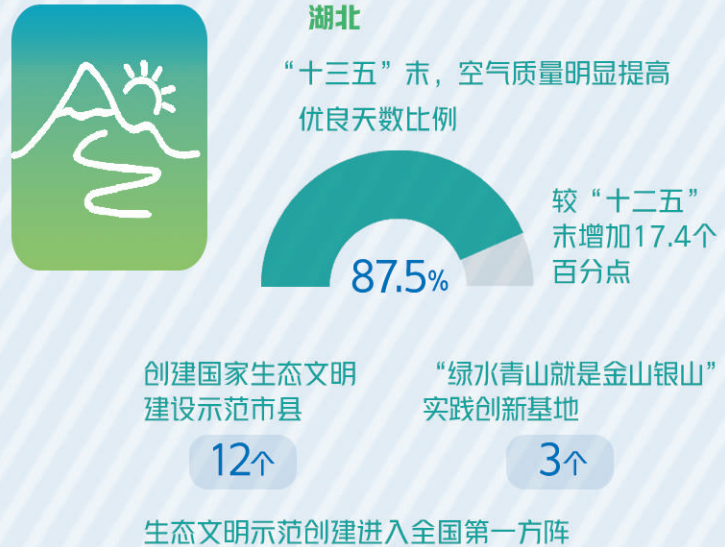 湖北
“十三五”末，空气质量明显提高
优良天数比例
87.5%
较“十二五”
末增加17.4个
百分点
创建国家生态文明
建设示范市县
12个
“绿水青山就是金山银山”
实践创新基地
3个
生态文明示范创建进入全国第一方阵